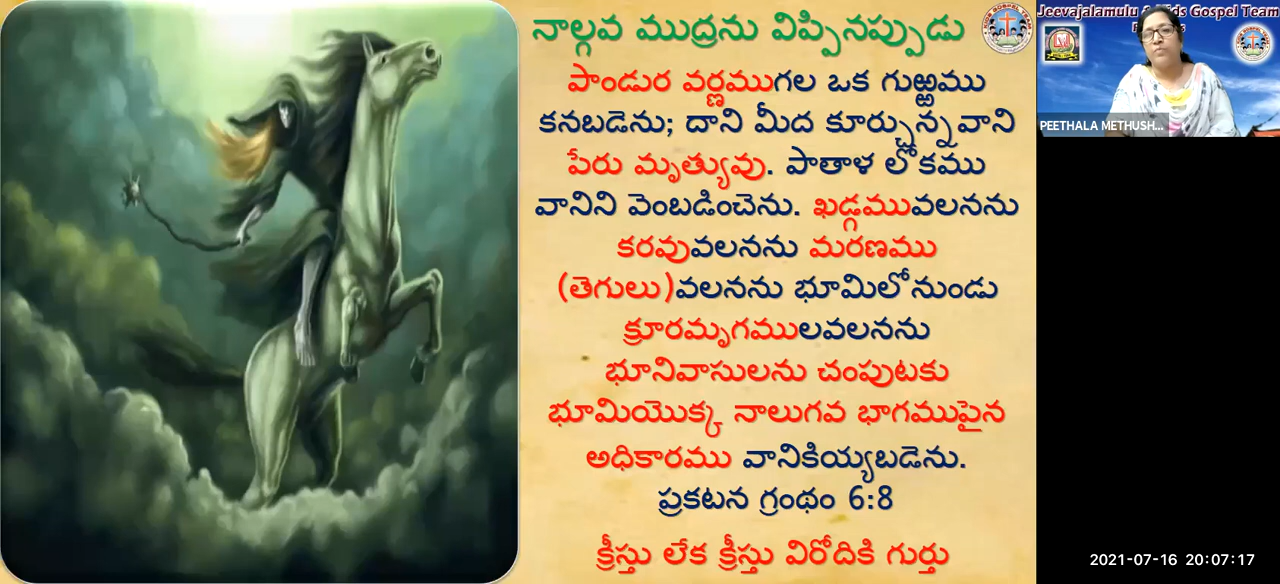 నాల్గవ ముద్రను విప్పినప్పుడు
పాండుర వర్ణముగల ఒక గుఱ్ఱము
కనబడెను; దాని మీద కూర్చున్నవాని
పేరు మృత్యువు. పాతాళ లోకము
వానిని వెంబడించెను. ఖడ్గమువలనను
కరవువలనను మరణము
(తెగులు)వలనను భూమిలోనుండు
క్రూరమృగములవలనను
భూనివాసులను చంపుటకు
భూమియొక్క నాలుగవ భాగముపైన
అధికారము వానికియ్యబడెను.
ప్రకటన గ్రంథం 6:8
క్రీస్తు లేక క్రీస్తు విరోదికి గుర్తు
Jeevajalamulu & Kids Gospel Team
PEETHALA METHUSH...
2021-07-16 20:07:17